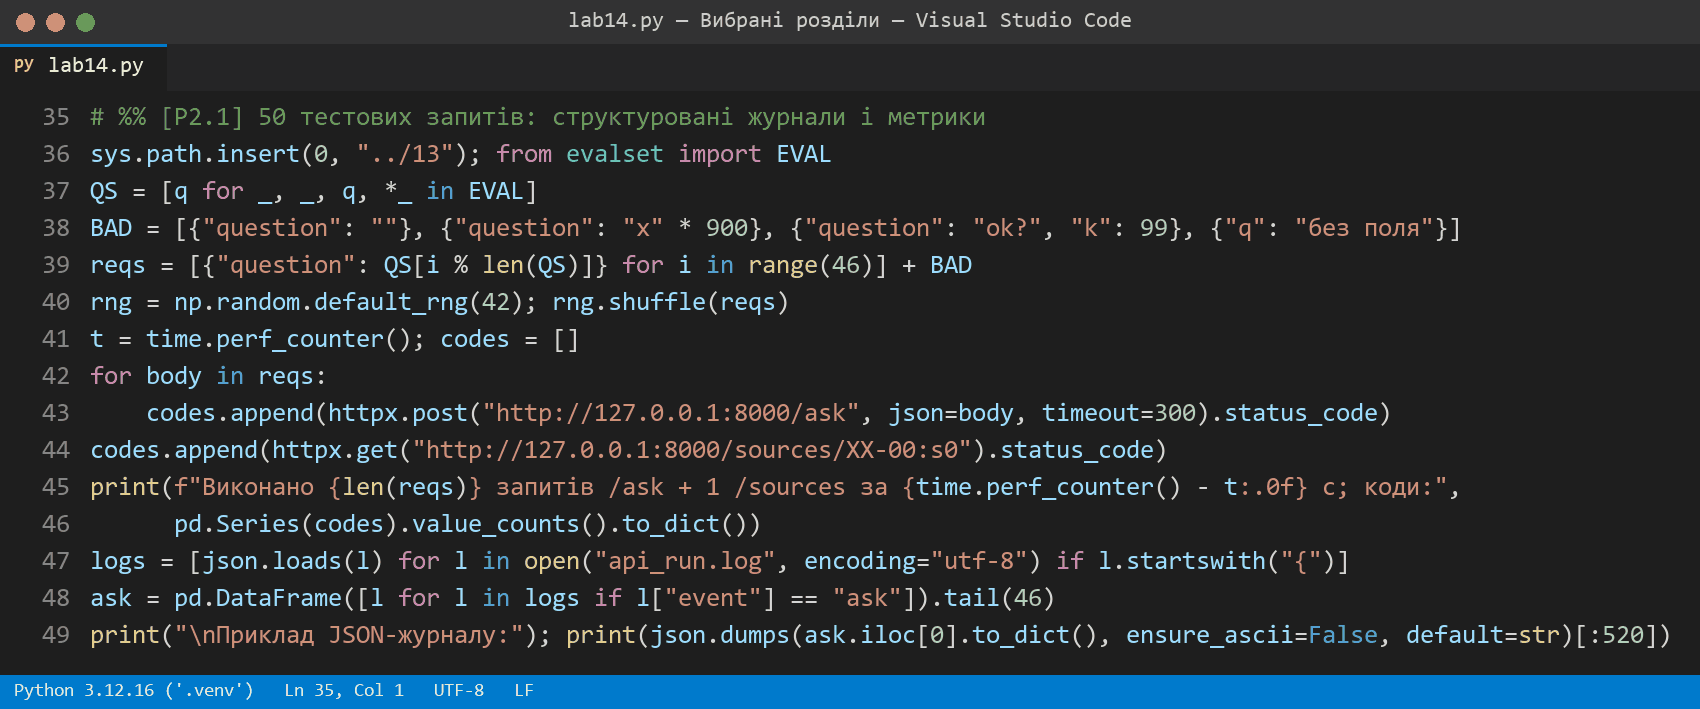 lab14.py — Вибрані розділи — Visual Studio Code
py lab14.py
35 # %% [P2.1] 50 тестових запитів: структуровані журнали і метрики
36 sys.path.insert(0, "../13"); from evalset import EVAL
37 QS = [q for _, _, q, *_ in EVAL]
38 BAD = [{"question": ""}, {"question": "x" * 900}, {"question": "ok?", "k": 99}, {"q": "без поля"}]
39 reqs = [{"question": QS[i % len(QS)]} for i in range(46)] + BAD
40 rng = np.random.default_rng(42); rng.shuffle(reqs)
41 t = time.perf_counter(); codes = []
42 for body in reqs:
43     codes.append(httpx.post("http://127.0.0.1:8000/ask", json=body, timeout=300).status_code)
44 codes.append(httpx.get("http://127.0.0.1:8000/sources/XX-00:s0").status_code)
45 print(f"Виконано {len(reqs)} запитів /ask + 1 /sources за {time.perf_counter() - t:.0f} с; коди:",
46       pd.Series(codes).value_counts().to_dict())
47 logs = [json.loads(l) for l in open("api_run.log", encoding="utf-8") if l.startswith("{")]
48 ask = pd.DataFrame([l for l in logs if l["event"] == "ask"]).tail(46)
49 print("\nПриклад JSON-журналу:"); print(json.dumps(ask.iloc[0].to_dict(), ensure_ascii=False, default=str)[:520])
Python 3.12.16 ('.venv') Ln 35, Col 1 UTF-8 LF